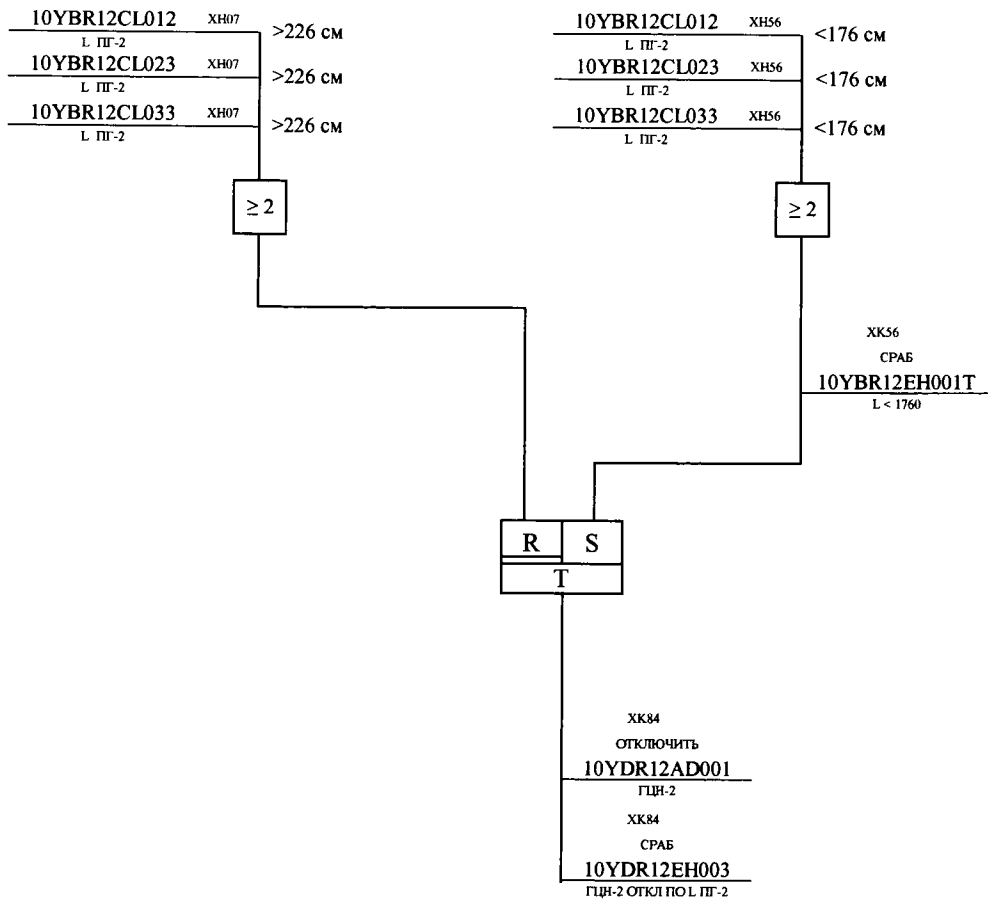 10YBR12CL012 XH07 >226 см
L ПГ-2
10YBR12CL023 XH07 >226 см
L ПГ-2
10YBR12CL033 XH07 >226 см
L ПГ-2
≥ 2
10YBR12CL012 XH56 <176 см
L ПГ-2
10YBR12CL023 XH56 <176 см
L ПГ-2
10YBR12CL033 XH56 <176 см
L ПГ-2
≥ 2
XK56
СРАБ
10YBR12EH001T
L < 1760
R S
T
XK84
ОТКЛЮЧИТЬ
10YDR12AD001
ГЦН-2
XK84
СРАБ
10YDR12EH003
ГЦН-2 ОТКЛ ПО L ПГ-2